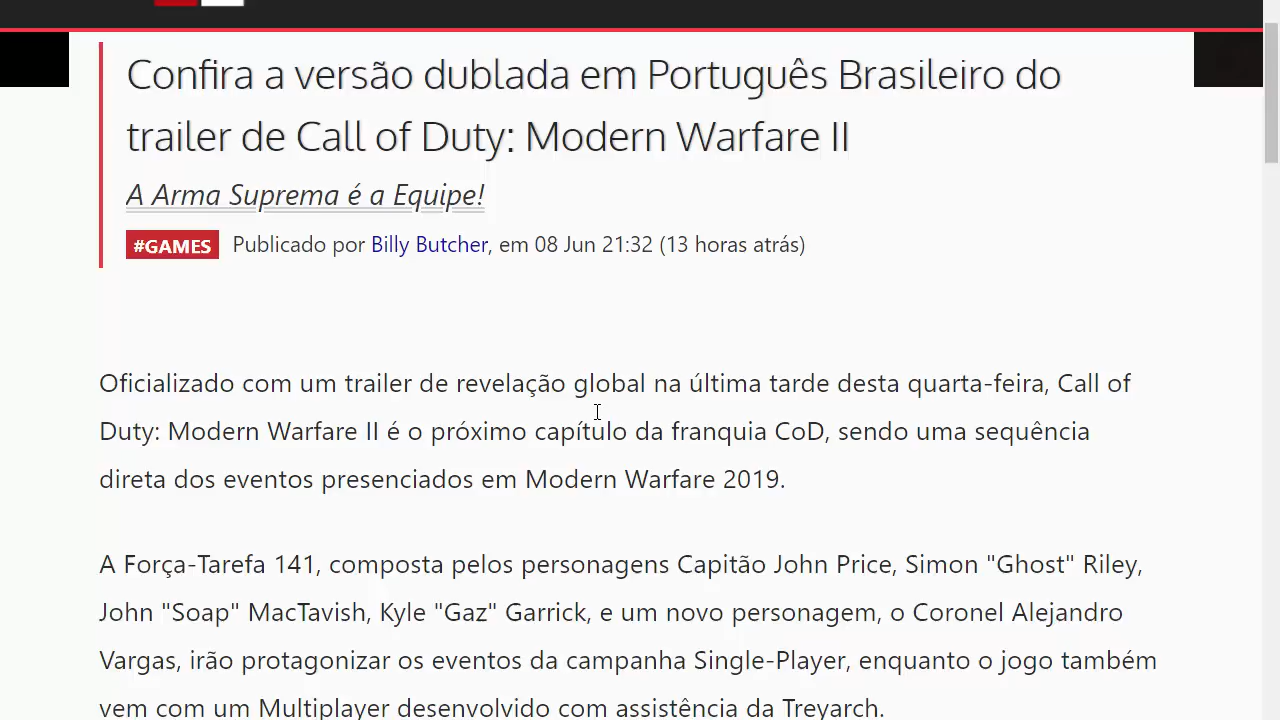 Confira a versão dublada em Português Brasileiro do
trailer de Call of Duty: Modern Warfare II
A Arma Suprema é a Equipe!
#GAMES Publicado por Billy Butcher, em 08 Jun 21:32 (13 horas atrás)
Oficializado com um trailer de revelação global na última tarde desta quarta-feira, Call of
Duty: Modern Warfare II é o próximo capítulo da franquia CoD, sendo uma sequência
direta dos eventos presenciados em Modern Warfare 2019.
A Força-Tarefa 141, composta pelos personagens Capitão John Price, Simon "Ghost" Riley,
John "Soap" MacTavish, Kyle "Gaz" Garrick, e um novo personagem, o Coronel Alejandro
Vargas, irão protagonizar os eventos da campanha Single-Player, enquanto o jogo também
vem com um Multiplayer desenvolvido com assistência da Treyarch.